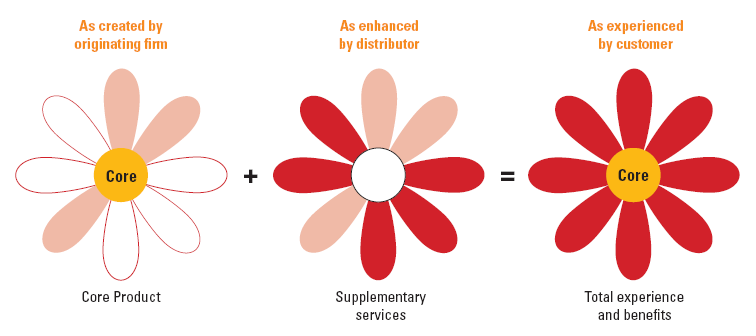 As created by
originating firm
As enhanced
by distributor
As experienced
by customer
Core
+
=
Core
Core Product
Supplementary
services
Total experience
and benefits